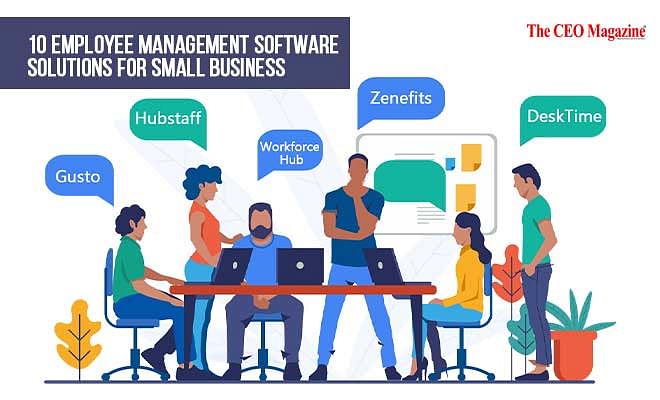 10 EMPLOYEE MANAGEMENT SOFTWARE
SOLUTIONS FOR SMALL BUSINESS
The CEO Magazine
Gusto
Hubstaff
Workforce
Hub
Zenefits
DeskTime